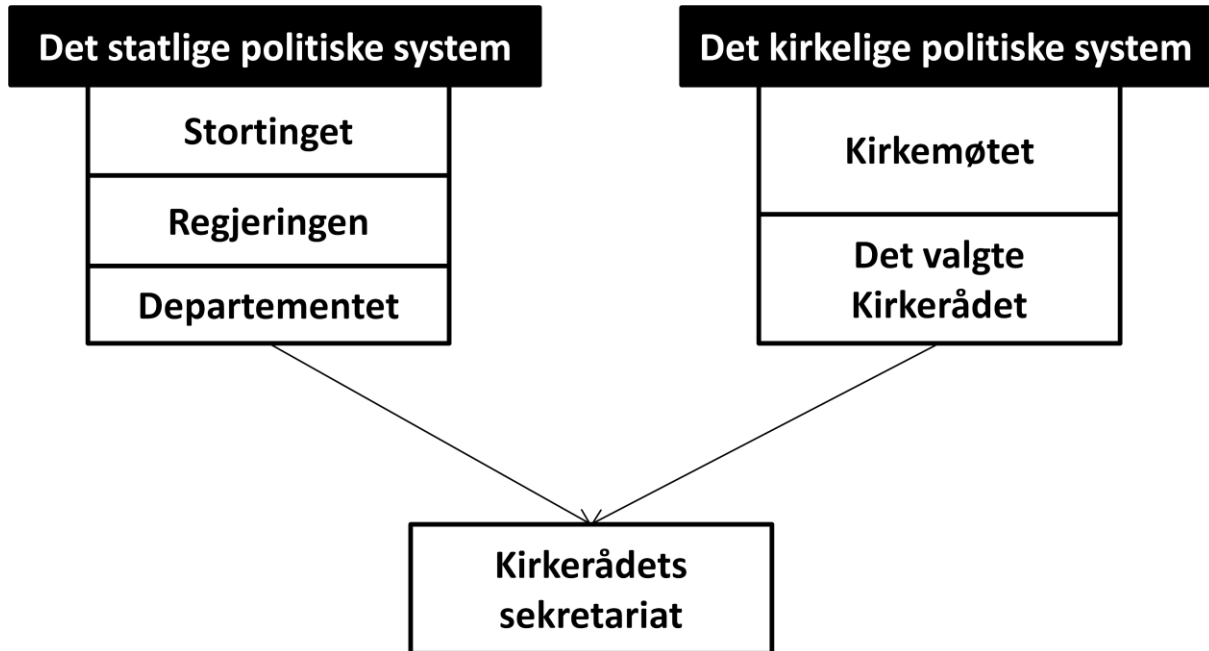 Det statlige politiske system
Stortinget
Regjeringen
Departementet
Det kirkelige politiske system
Kirkemøtet
Det valgte
Kirkerådet
Kirkerådets
sekretariat